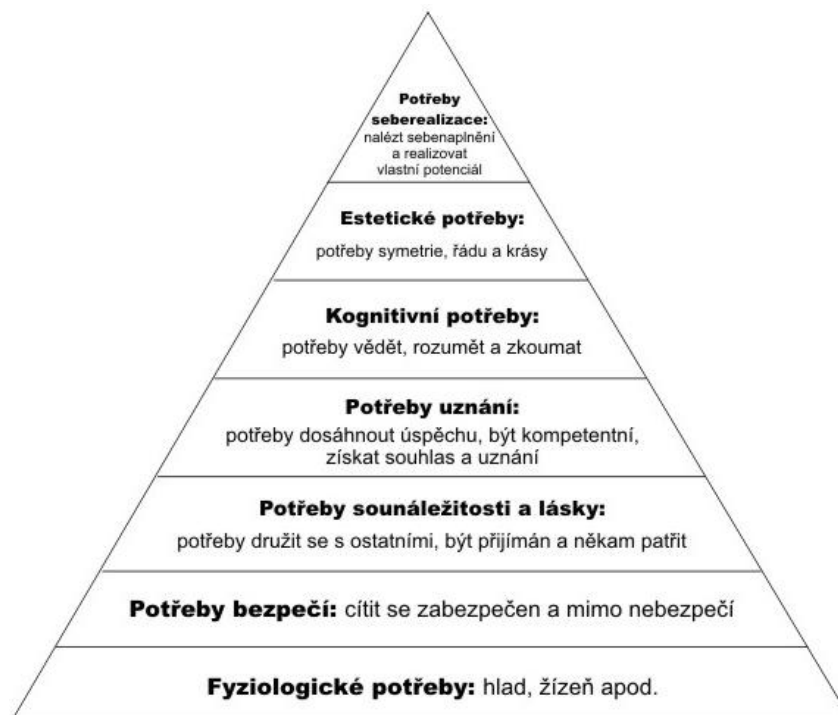 Potřeby
seberealizace:
nalézt sebenaplnění
a realizovat
vlastní potenciál
Estetické potřeby:
potřeby symetrie, řádu a krásy
Kognitivní potřeby:
potřeby vědět, rozumět a zkoumat
Potřeby uznání:
potřeby dosáhnout úspěchu, být kompetentní,
získat souhlas a uznání
Potřeby sounáležitosti a lásky:
potřeby družit se s ostatními, být přijímán a někam patřit
Potřeby bezpečí: cítit se zabezpečen a mimo nebezpečí
Fyziologické potřeby: hlad, žízeň apod.